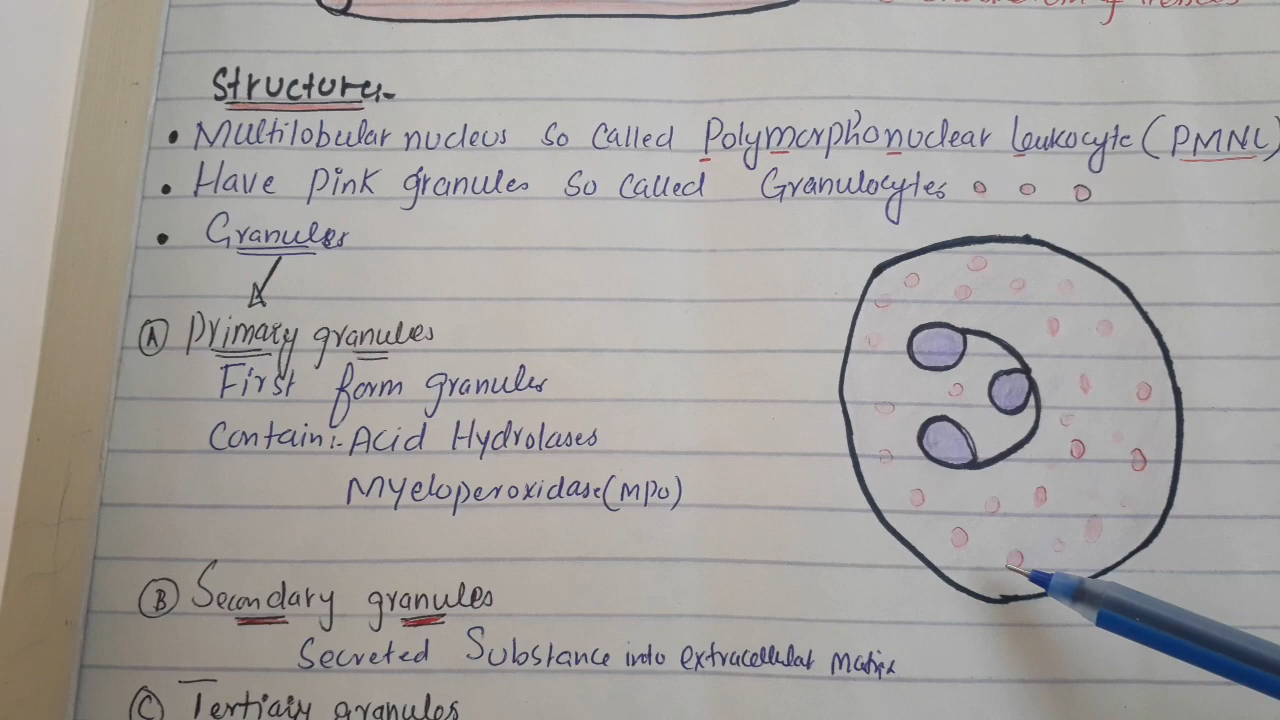 Structure:-
• Multilobular nucleus so called Polymorphonuclear Leukocyte (PMNL)
• Have pink granules so called Granulocytes
• Granules
Ⓐ Primary granules
First form granules
Contain:- Acid Hydrolases
Myeloperoxidase (MPO)
Ⓑ Secondary granules
Secreted Substance into extracellular matrix
Ⓒ Tertiary granules